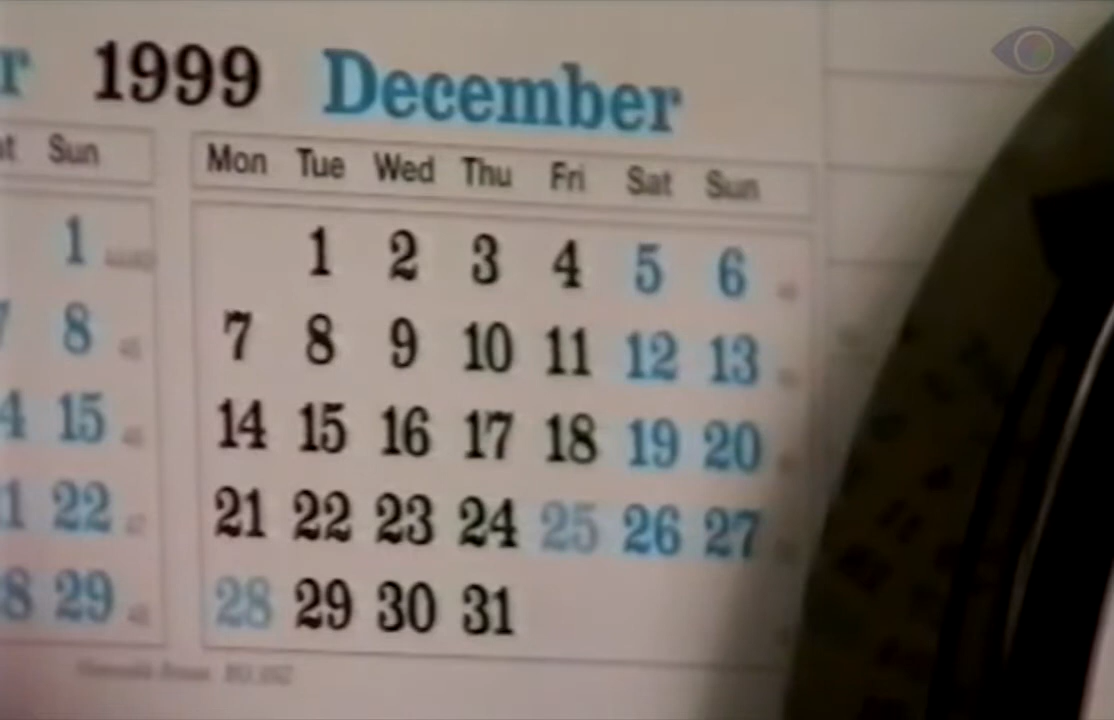 r 1999 December
Sun Mon Tue Wed Thu Fri Sat Sun
1 1 2 3 4 5 6
8 7 8 9 10 11 12 13
15 14 15 16 17 18 19 20
22 21 22 23 24 25 26 27
29 28 29 30 31